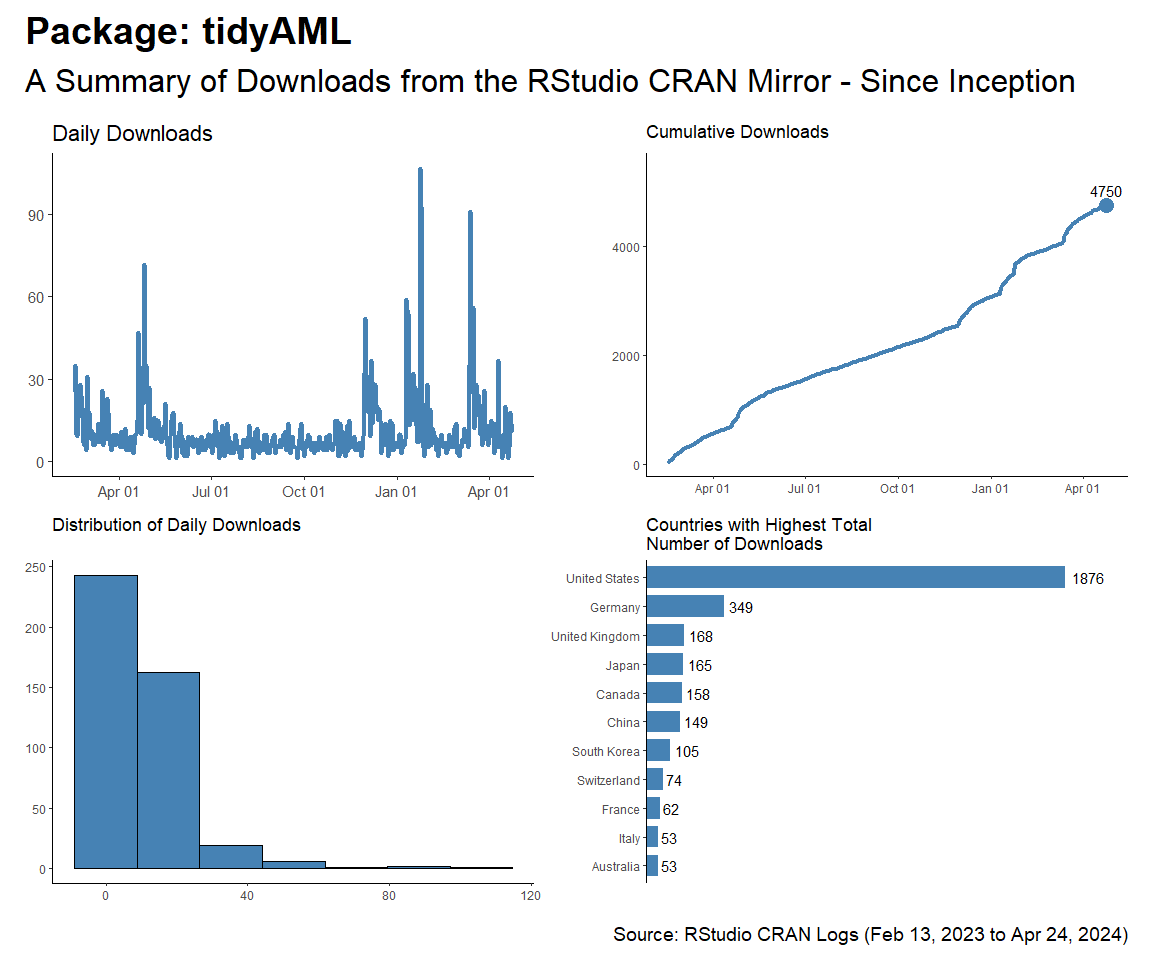 Package: tidyAML
A Summary of Downloads from the RStudio CRAN Mirror - Since Inception
Daily Downloads
90
60
30
0
Apr 01 Jul 01 Oct 01 Jan 01 Apr 01
Cumulative Downloads
4750
4000
2000
0
Apr 01 Jul 01 Oct 01 Jan 01 Apr 01
Distribution of Daily Downloads
250
200
150
100
50
0
0 40 80 120
Countries with Highest Total
Number of Downloads
United States 1876
Germany 349
United Kingdom 168
Japan 165
Canada 158
China 149
South Korea 105
Switzerland 74
France 62
Italy 53
Australia 53
Source: RStudio CRAN Logs (Feb 13, 2023 to Apr 24, 2024)